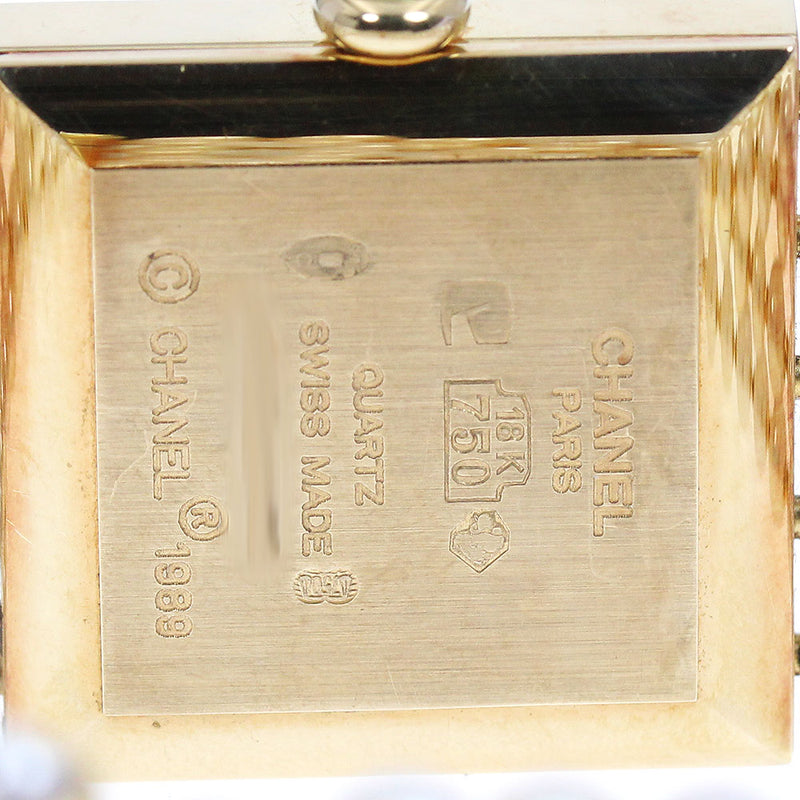 CHANEL
PARIS
18K
750
QUARTZ
SWISS MADE
© CHANEL ® 1989